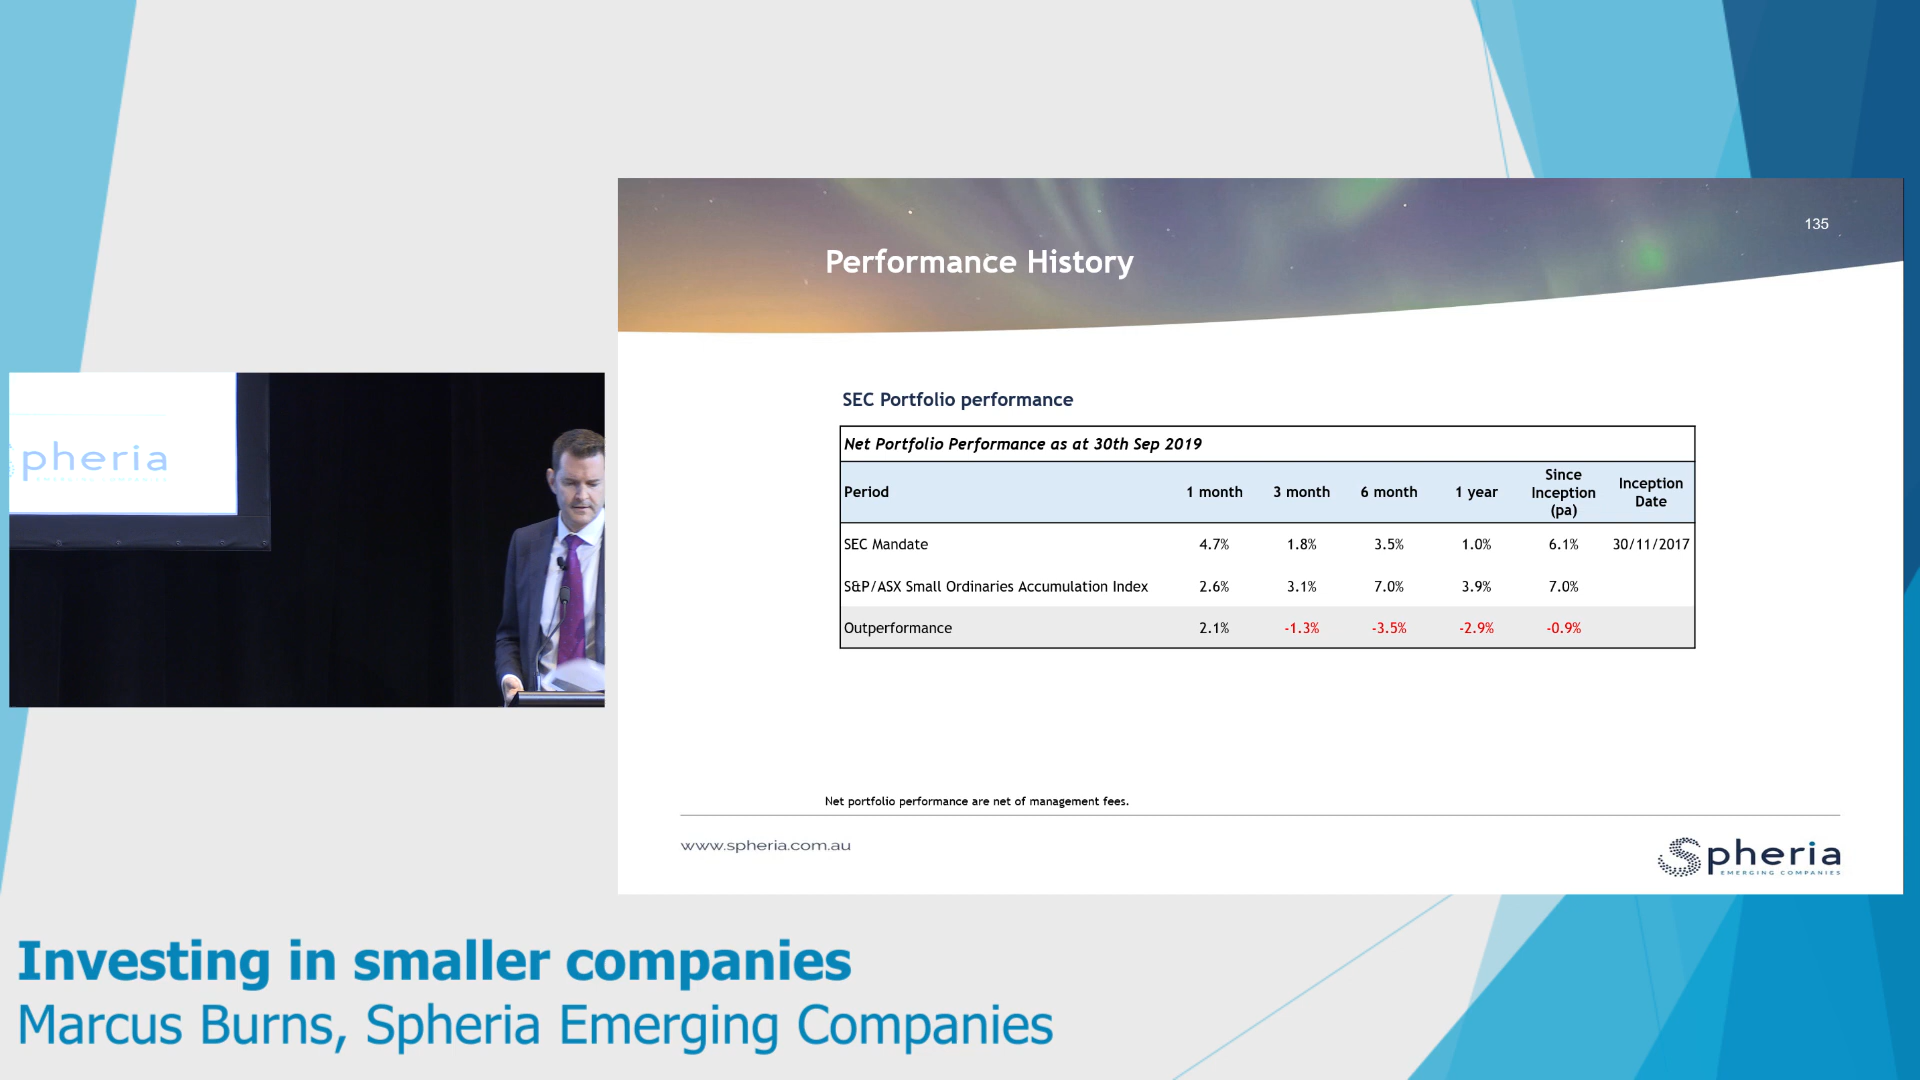 135
Performance History
SEC Portfolio performance
Net Portfolio Performance as at 30th Sep 2019
Period 1 month 3 month 6 month 1 year Since Inception (pa) Inception Date
SEC Mandate 4.7% 1.8% 3.5% 1.0% 6.1% 30/11/2017
S&P/ASX Small Ordinaries Accumulation Index 2.6% 3.1% 7.0% 3.9% 7.0%
Outperformance 2.1% -1.3% -3.5% -2.9% -0.9%
Net portfolio performance are net of management fees.
www.spheria.com.au
Spheria
EMERGING COMPANIES
pheria
Investing in smaller companies
Marcus Burns, Spheria Emerging Companies